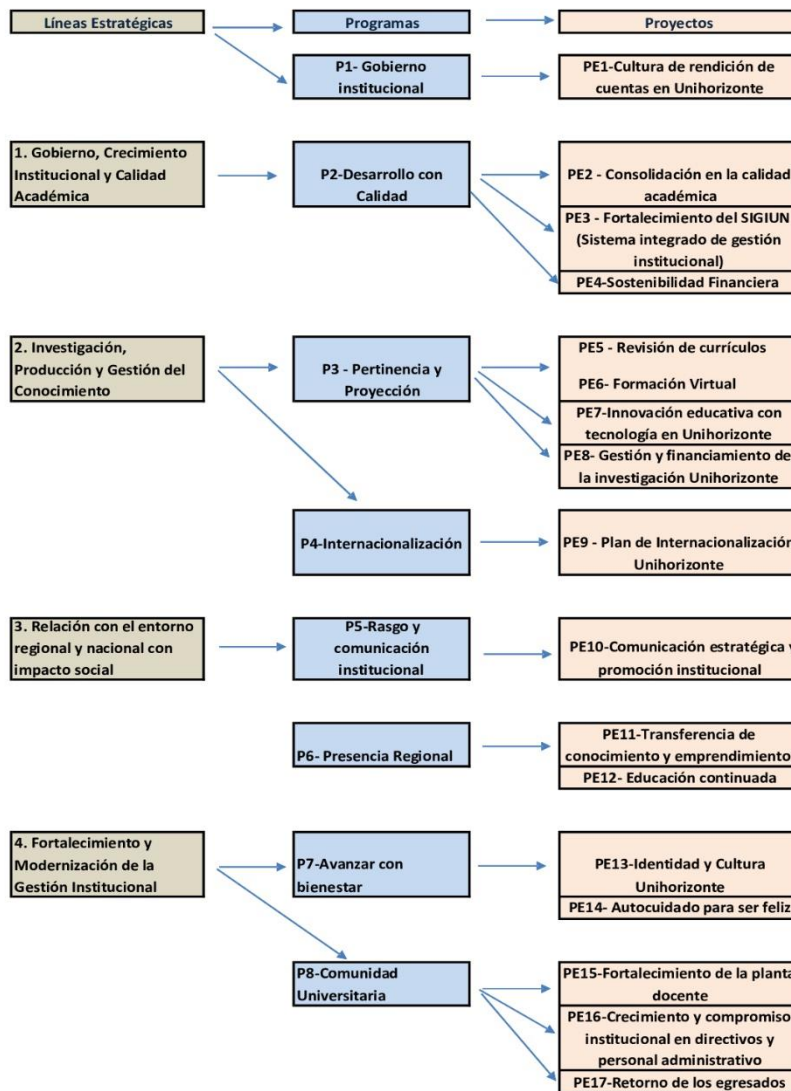 Líneas Estratégicas
Programas
Proyectos
P1- Gobierno
institucional
PE1-Cultura de rendición de
cuentas en Unihorizonte
1. Gobierno, Crecimiento
Institucional y Calidad
Académica
P2-Desarrollo con
Calidad
PE2 - Consolidación en la calidad
académica
PE3 - Fortalecimiento del SIGIUN
(Sistema integrado de gestión
institucional)
PE4-Sostenibilidad Financiera
2. Investigación,
Producción y Gestión del
Conocimiento
P3 - Pertinencia y
Proyección
PE5 - Revisión de currículos
PE6- Formación Virtual
PE7-Innovación educativa con
tecnología en Unihorizonte
PE8- Gestión y financiamiento de
la investigación Unihorizonte
P4-Internacionalización
PE9 - Plan de Internacionalización
Unihorizonte
3. Relación con el entorno
regional y nacional con
impacto social
P5-Rasgo y
comunicación
institucional
PE10-Comunicación estratégica y
promoción institucional
P6- Presencia Regional
PE11-Transferencia de
conocimiento y emprendimiento
PE12- Educación continuada
4. Fortalecimiento y
Modernización de la
Gestión Institucional
P7-Avanzar con
bienestar
PE13-Identidad y Cultura
Unihorizonte
PE14- Autocuidado para ser feliz
P8-Comunidad
Universitaria
PE15-Fortalecimiento de la planta
docente
PE16-Crecimiento y compromiso
institucional en directivos y
personal administrativo
PE17-Retorno de los egresados